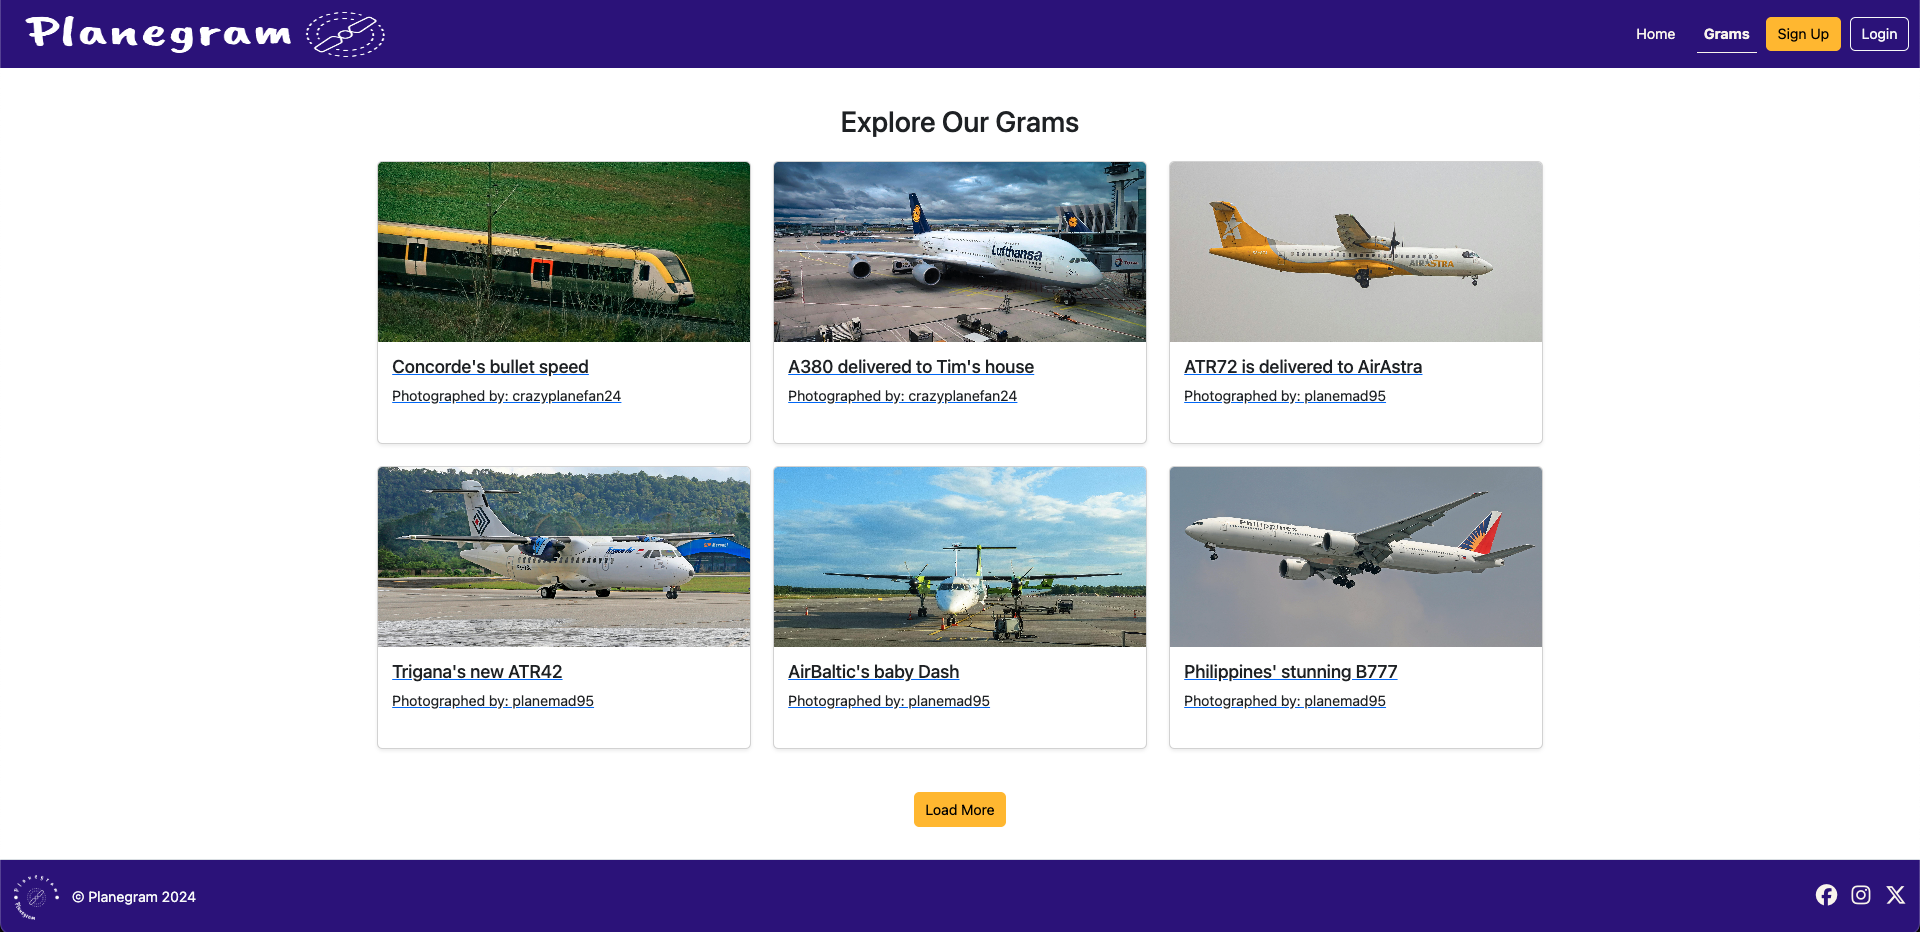 Planegram
Home Grams Sign Up Login
Explore Our Grams
Lufthansa
AIRASTRA
Concorde's bullet speed
Photographed by: crazyplanefan24
A380 delivered to Tim's house
Photographed by: crazyplanefan24
ATR72 is delivered to AirAstra
Photographed by: planemad95
Philippines
Trigana's new ATR42
Photographed by: planemad95
AirBaltic's baby Dash
Photographed by: planemad95
Philippines' stunning B777
Photographed by: planemad95
Load More
Planegram
Planegram
© Planegram 2024